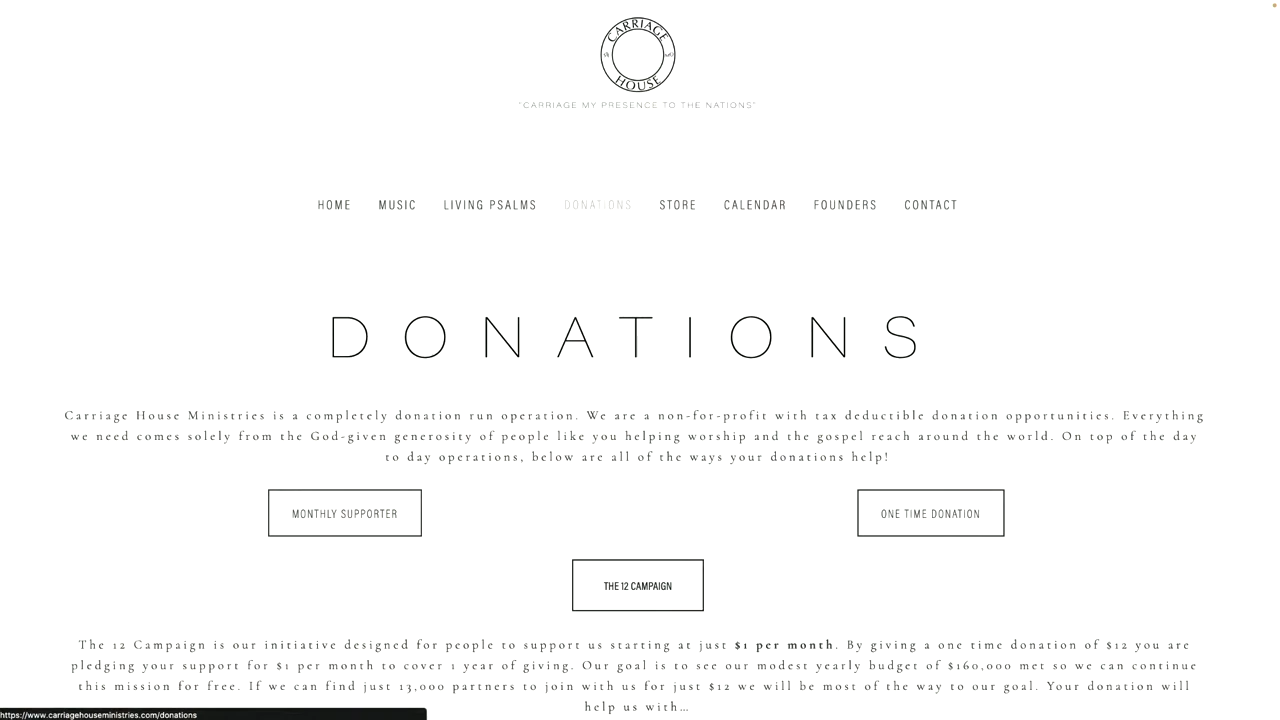 CARRIAGE
HOUSE
"CARRIAGE MY PRESENCE TO THE NATIONS"
HOME MUSIC LIVING PSALMS DONATIONS STORE CALENDAR FOUNDERS CONTACT
DONATIONS
Carriage House Ministries is a completely donation run operation. We are a non-for-profit with tax deductible donation opportunities. Everything
we need comes solely from the God-given generosity of people like you helping worship and the gospel reach around the world. On top of the day
to day operations, below are all of the ways your donations help!
MONTHLY SUPPORTER ONE TIME DONATION
THE 12 CAMPAIGN
The 12 Campaign is our initiative designed for people to support us starting at just $1 per month. By giving a one time donation of $12 you are
pledging your support for $1 per month to cover 1 year of giving. Our goal is to see our modest yearly budget of $160,000 met so we can continue
this mission for free. If we can find just 13,000 partners to join with us for just $12 we will be most of the way to our goal. Your donation will
help us with…
https://www.carriagehouseministries.com/donations